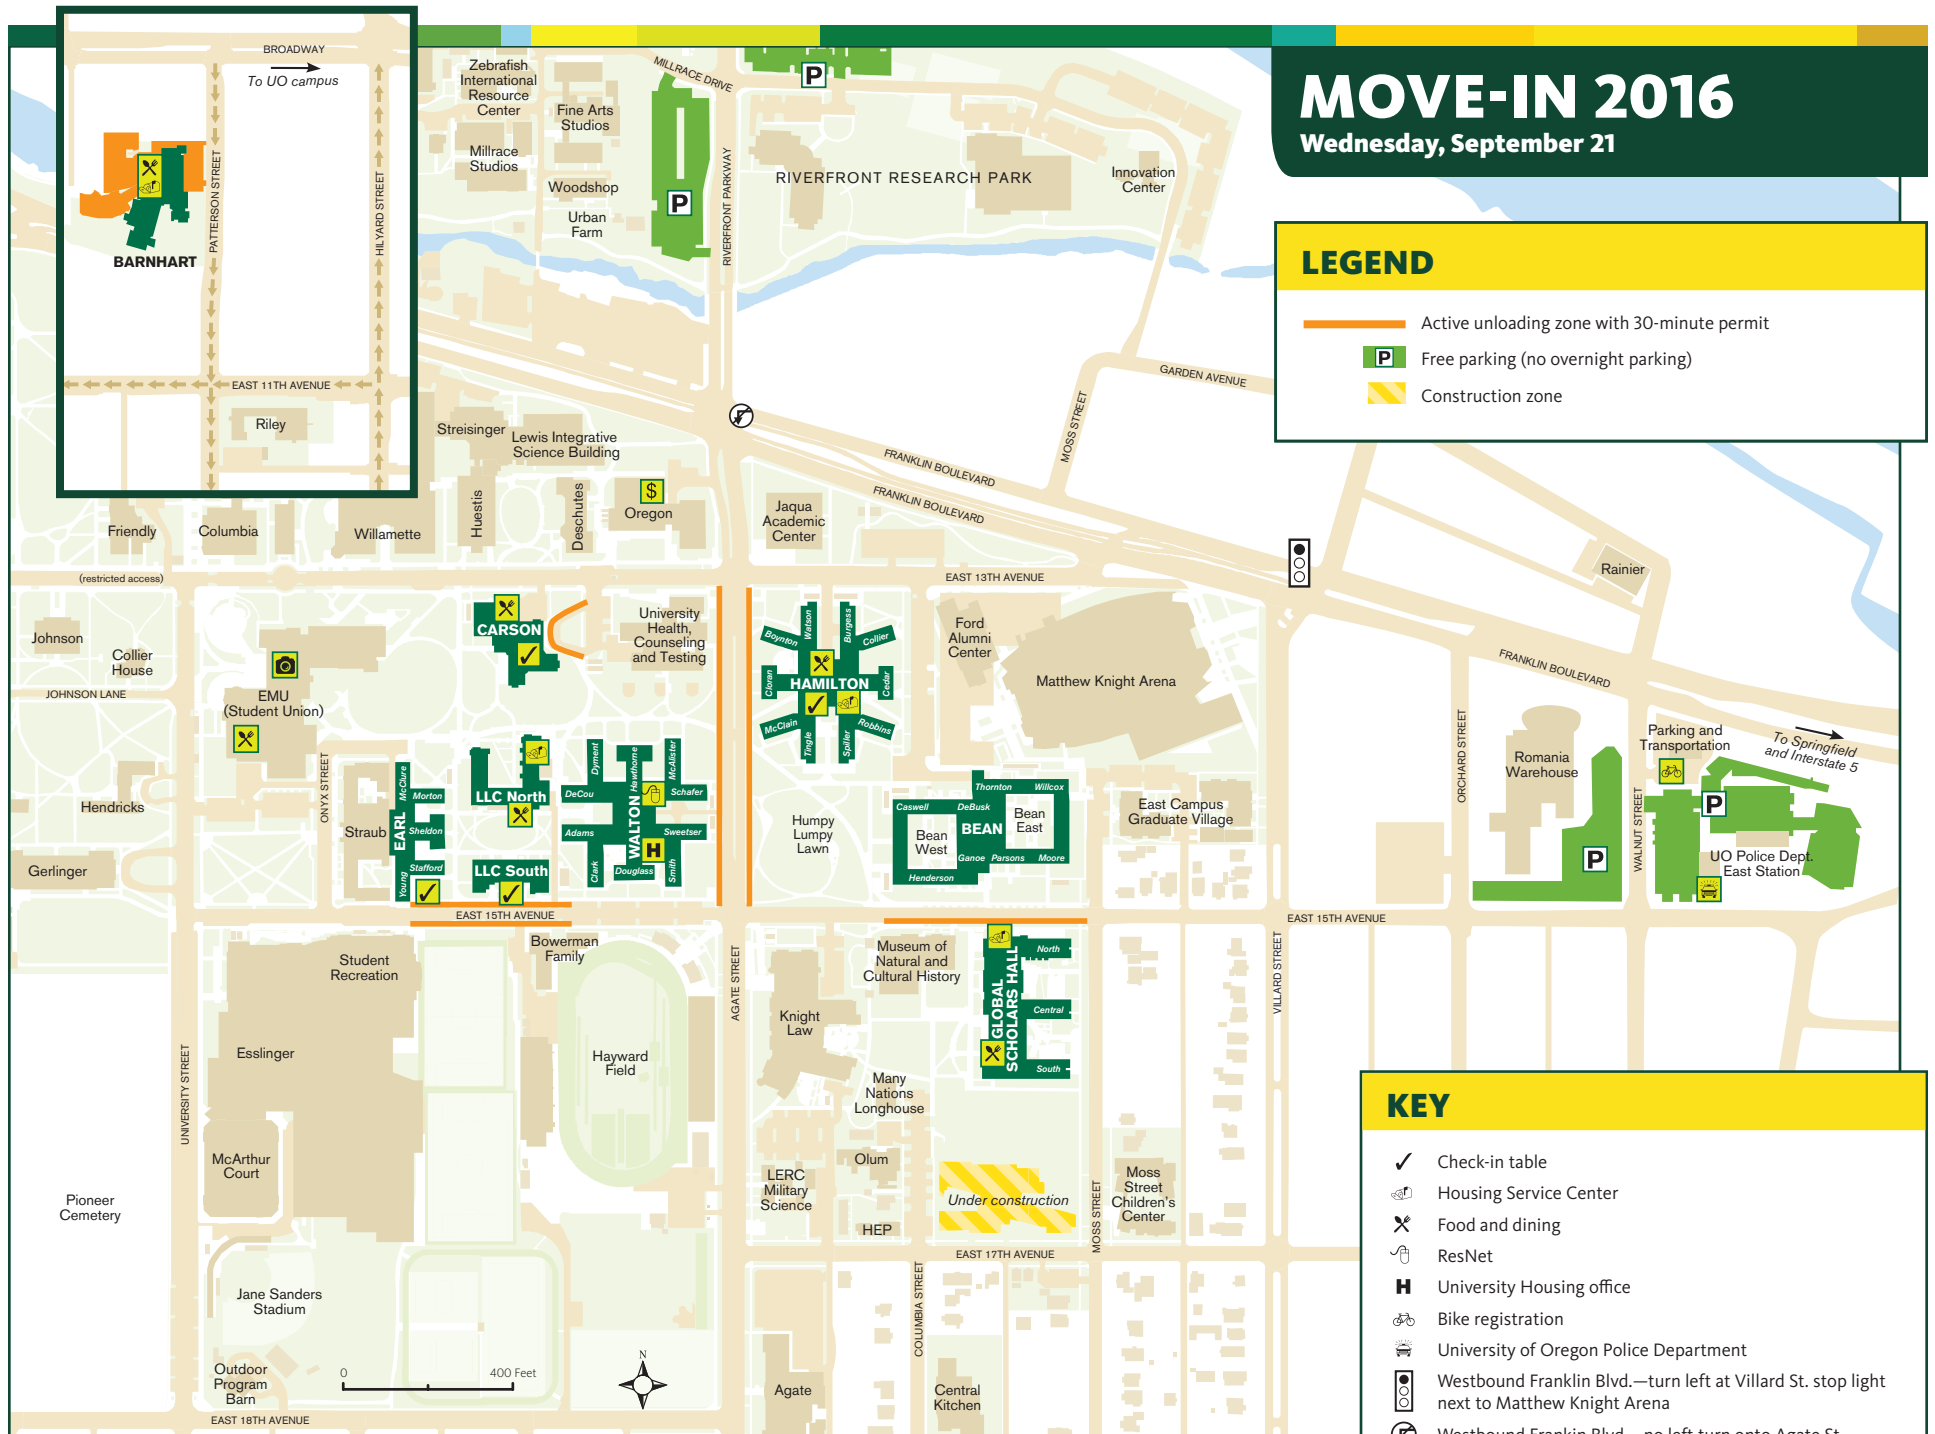 MOVE-IN 2016
Wednesday, September 21
LEGEND
Active unloading zone with 30-minute permit
P
Free parking (no overnight parking)
Construction zone
BROADWAY
To UO campus
PATTERSON STREET
HILYARD STREET
BARNHART
EAST 11TH AVENUE
Riley
Zebrafish
International
Resource
Center
Fine Arts
Studios
Millrace
Studios
Woodshop
Urban
Farm
MILLRACE DRIVE
P
P
RIVERFRONT PARKWAY
RIVERFRONT RESEARCH PARK
Innovation
Center
GARDEN AVENUE
MOSS STREET
FRANKLIN BOULEVARD
FRANKLIN BOULEVARD
Streisinger
Lewis Integrative
Science Building
Huestis
Deschutes
$
Oregon
Jaqua
Academic
Center
Friendly
Columbia
Willamette
Rainier
(restricted access)
EAST 13TH AVENUE
Johnson
Collier
House
JOHNSON LANE
EMU
(Student Union)
CARSON
University
Health,
Counseling
and Testing
Boynton
Watson
Burgess
Collier
Cloran
HAMILTON
Cedar
McClain
Tingle
Spiller
Robbins
Ford
Alumni
Center
Matthew Knight Arena
FRANKLIN BOULEVARD
To Springfield
and Interstate 5
ORCHARD STREET
Romania
Warehouse
WALNUT STREET
Parking and
Transportation
P
P
UO Police Dept.
East Station
Hendricks
Gerlinger
ONYX STREET
Straub
EARL
McClure
Morton
Sheldon
Stafford
Young
LLC North
LLC South
WALTON
Dyment
Hawthorne
McAlister
DeCou
Schafer
Adams
Sweetser
Clark
Douglass
Smith
H
Humpy
Lumpy
Lawn
Thornton
Willcox
Caswell
DeBusk
BEAN
Bean
West
Bean
East
Ganoe
Parsons
Moore
Henderson
East Campus
Graduate Village
EAST 15TH AVENUE
EAST 15TH AVENUE
Bowerman
Family
Student
Recreation
Esslinger
McArthur
Court
UNIVERSITY STREET
Hayward
Field
AGATE STREET
Knight
Law
Museum of
Natural and
Cultural History
GLOBAL
SCHOLARS HALL
North
Central
South
Many
Nations
Longhouse
Olum
LERC
Military
Science
HEP
Under construction
MOSS STREET
Moss
Street
Children's
Center
VILLARD STREET
Pioneer
Cemetery
Jane Sanders
Stadium
Outdoor
Program
Barn
0
400 Feet
N
EAST 17TH AVENUE
COLUMBIA STREET
Agate
Central
Kitchen
EAST 18TH AVENUE
KEY
Check-in table
Housing Service Center
Food and dining
ResNet
H
University Housing office
Bike registration
University of Oregon Police Department
Westbound Franklin Blvd.—turn left at Villard St. stop light
next to Matthew Knight Arena